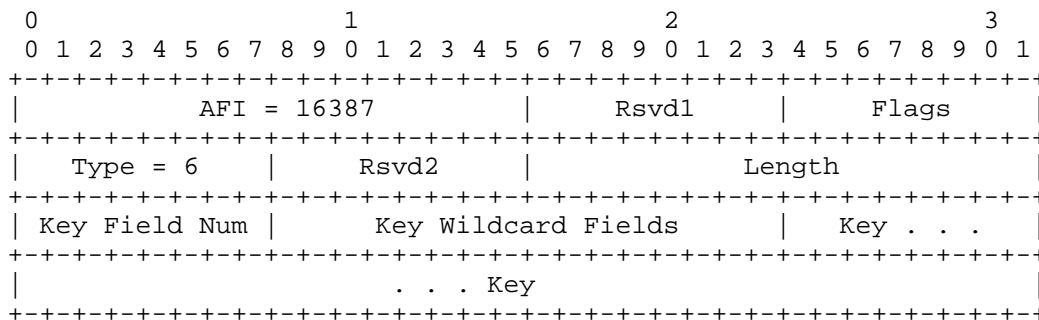 0                   1                   2                   3
 0 1 2 3 4 5 6 7 8 9 0 1 2 3 4 5 6 7 8 9 0 1 2 3 4 5 6 7 8 9 0 1
+-+-+-+-+-+-+-+-+-+-+-+-+-+-+-+-+-+-+-+-+-+-+-+-+-+-+-+-+-+-+-+-+
|           AFI = 16387         |     Rsvd1     |     Flags     |
+-+-+-+-+-+-+-+-+-+-+-+-+-+-+-+-+-+-+-+-+-+-+-+-+-+-+-+-+-+-+-+-+
|   Type = 6    |     Rsvd2     |             Length            |
+-+-+-+-+-+-+-+-+-+-+-+-+-+-+-+-+-+-+-+-+-+-+-+-+-+-+-+-+-+-+-+-+
| Key Field Num |      Key Wildcard Fields      |   Key . . .   |
+-+-+-+-+-+-+-+-+-+-+-+-+-+-+-+-+-+-+-+-+-+-+-+-+-+-+-+-+-+-+-+-+
|                       . . . Key                               |
+-+-+-+-+-+-+-+-+-+-+-+-+-+-+-+-+-+-+-+-+-+-+-+-+-+-+-+-+-+-+-+-+